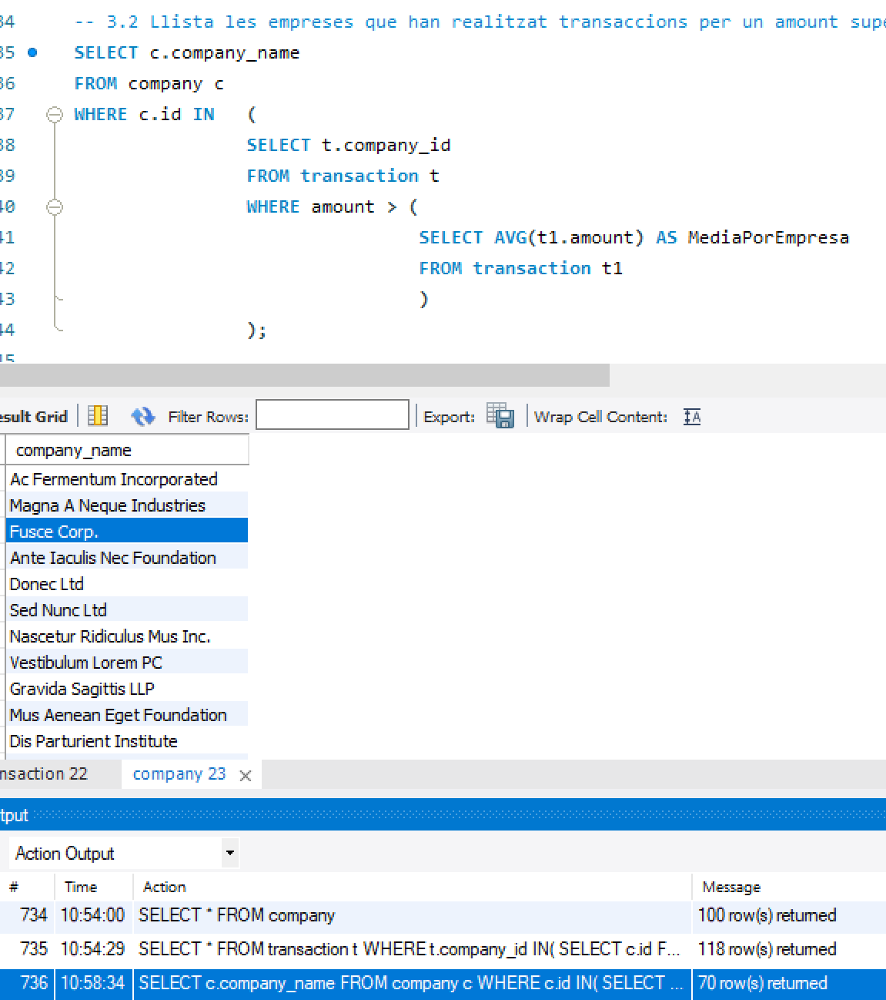 34 -- 3.2 Llista les empreses que han realitzat transaccions per un amount supe
35 SELECT c.company_name
36 FROM company c
37 WHERE c.id IN (
38 SELECT t.company_id
39 FROM transaction t
40 WHERE amount > (
41 SELECT AVG(t1.amount) AS MediaPorEmpresa
42 FROM transaction t1
43 )
44 );
45
esult Grid Filter Rows: Export: Wrap Cell Content: IA
company_name
Ac Fermentum Incorporated
Magna A Neque Industries
Fusce Corp.
Ante Iaculis Nec Foundation
Donec Ltd
Sed Nunc Ltd
Nascetur Ridiculus Mus Inc.
Vestibulum Lorem PC
Gravida Sagittis LLP
Mus Aenean Eget Foundation
Dis Parturient Institute
nsaction 22 company 23
tput
Action Output
# Time Action Message
734 10:54:00 SELECT * FROM company 100 row(s) returned
735 10:54:29 SELECT * FROM transaction t WHERE t.company_id IN( SELECT c.id F... 118 row(s) returned
736 10:58:34 SELECT c.company_name FROM company c WHERE c.id IN( SELECT ... 70 row(s) returned